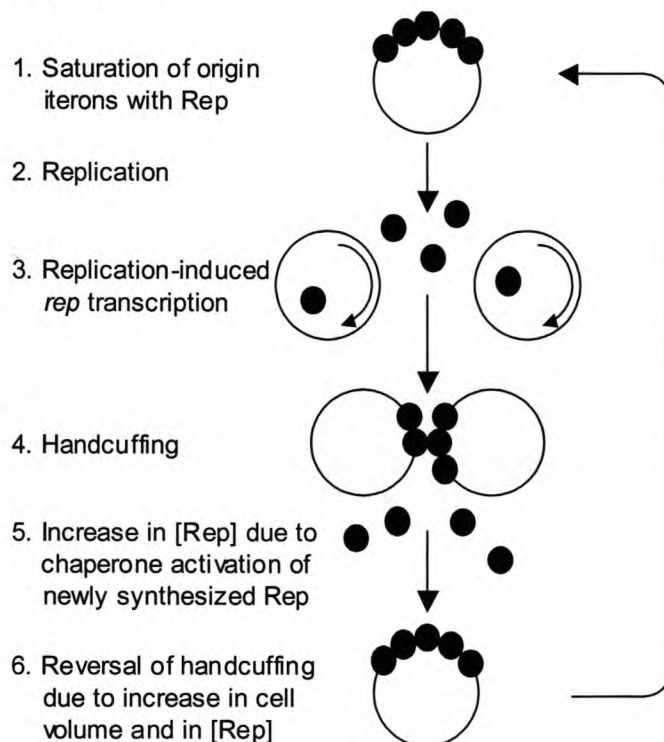 1. Saturation of origin
iterons with Rep
2. Replication
3. Replication-induced
rep transcription
4. Handcuffing
5. Increase in [Rep] due to
chaperone activation of
newly synthesized Rep
6. Reversal of handcuffing
due to increase in cell
volume and in [Rep]